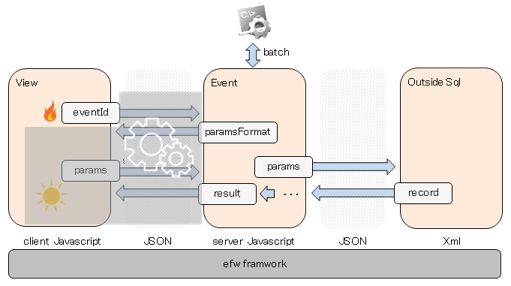 batch
View
Event
Outside Sql
eventId
paramsFormat
params
params
result
...
record
client Javascript
JSON
server Javascript
JSON
Xml
efw framwork